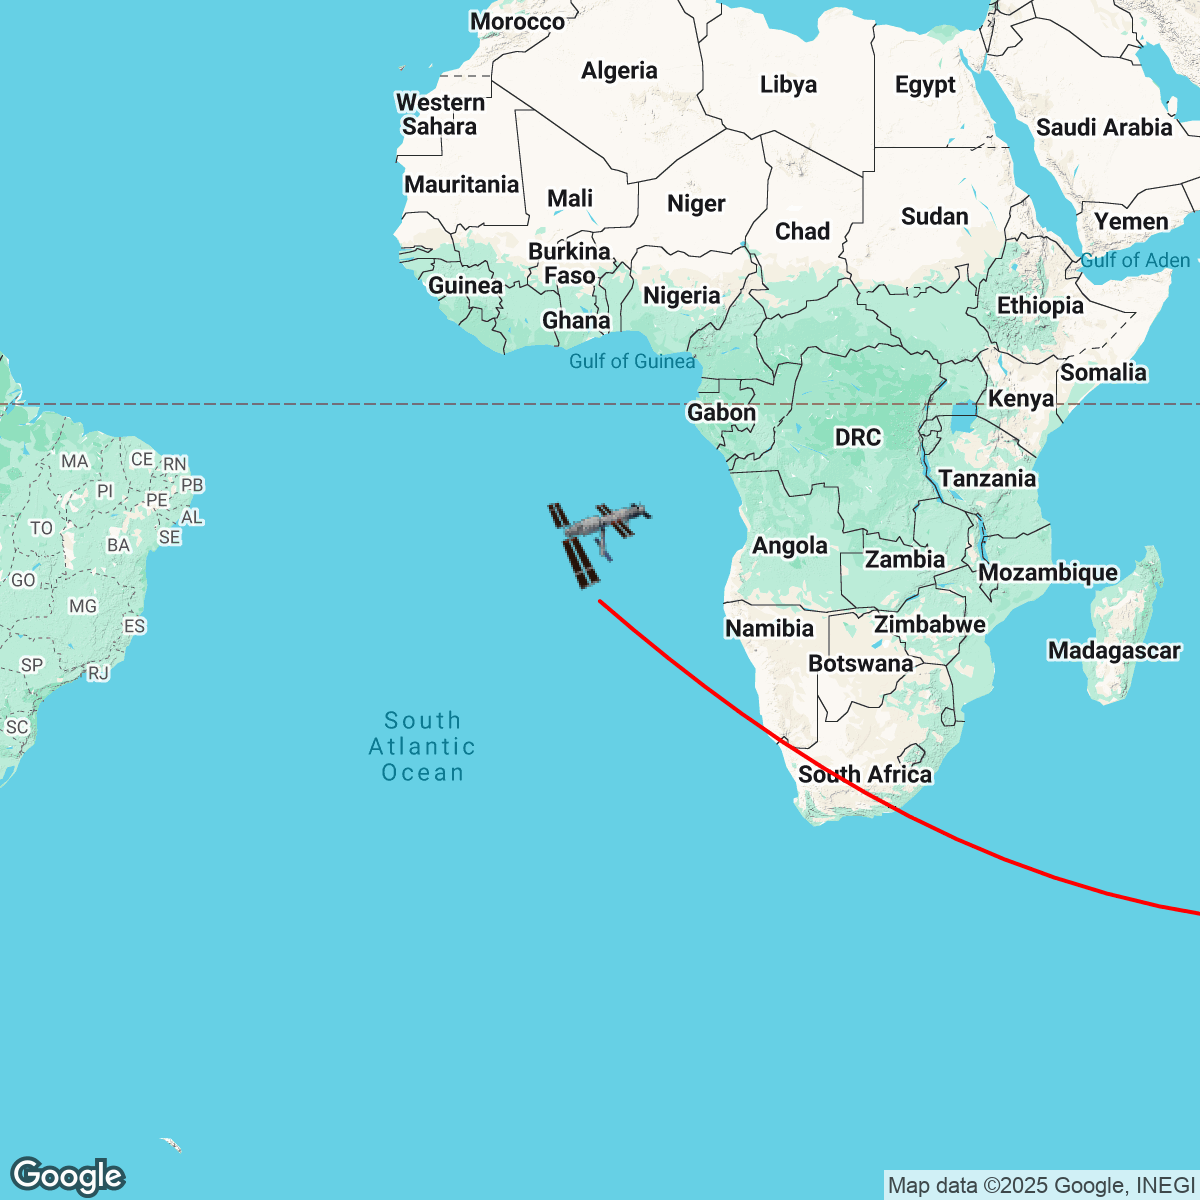 Morocco
Algeria
Libya
Egypt
Western
Sahara
Saudi Arabia
Mauritania
Mali
Niger
Chad
Sudan
Yemen
Burkina
Faso
Gulf of Aden
Guinea
Nigeria
Ethiopia
Ghana
Gulf of Guinea
Somalia
Kenya
Gabon
DRC
MA
CE
RN
PI
PE
PB
Tanzania
TO
AL
BA
SE
Angola
Zambia
Mozambique
GO
MG
ES
Namibia
Zimbabwe
Madagascar
SP
RJ
Botswana
SC
South
Atlantic
Ocean
South Africa
Google
Map data ©2025 Google, INEGI